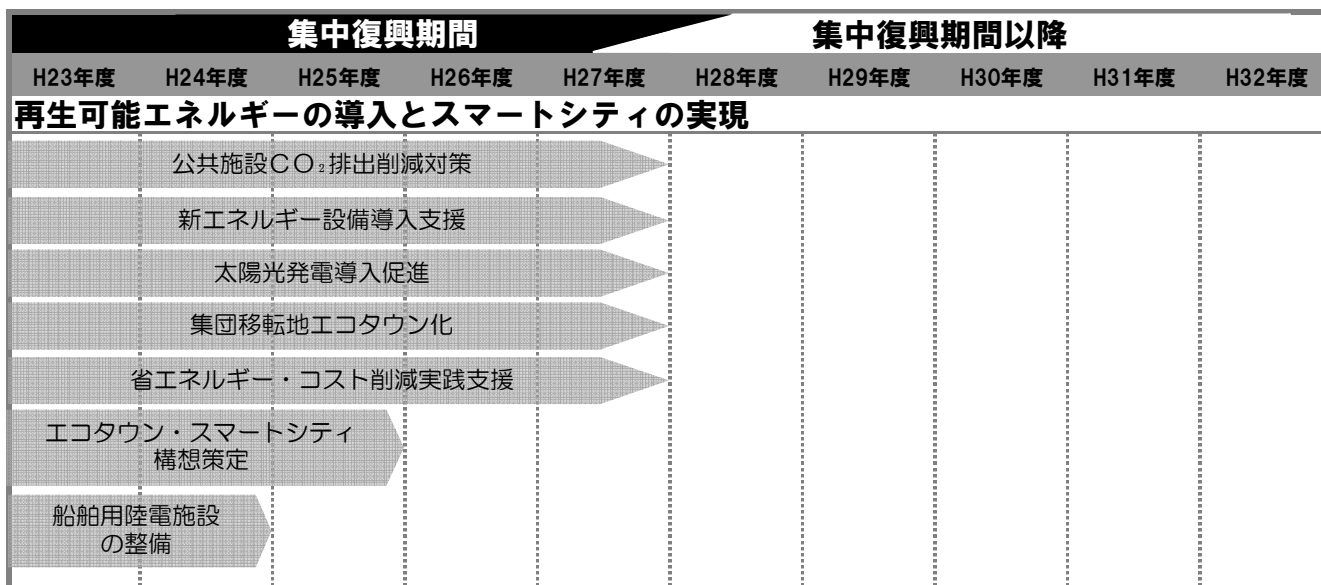 集中復興期間 集中復興期間以降
H23年度 H24年度 H25年度 H26年度 H27年度 H28年度 H29年度 H30年度 H31年度 H32年度
再生可能エネルギーの導入とスマートシティの実現
公共施設CO₂排出削減対策
新エネルギー設備導入支援
太陽光発電導入促進
集団移転地エコタウン化
省エネルギー・コスト削減実践支援
エコタウン・スマートシティ
構想策定
船舶用陸電施設
の整備